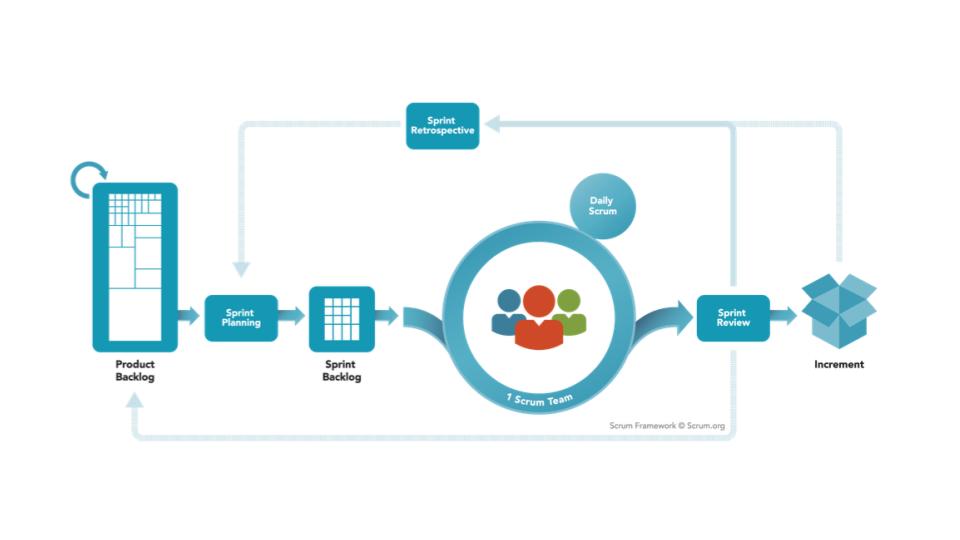 Sprint
Retrospective
Daily
Scrum
Sprint
Planning
Sprint
Review
Product
Backlog
Sprint
Backlog
Increment
1 Scrum Team
Scrum Framework © Scrum.org